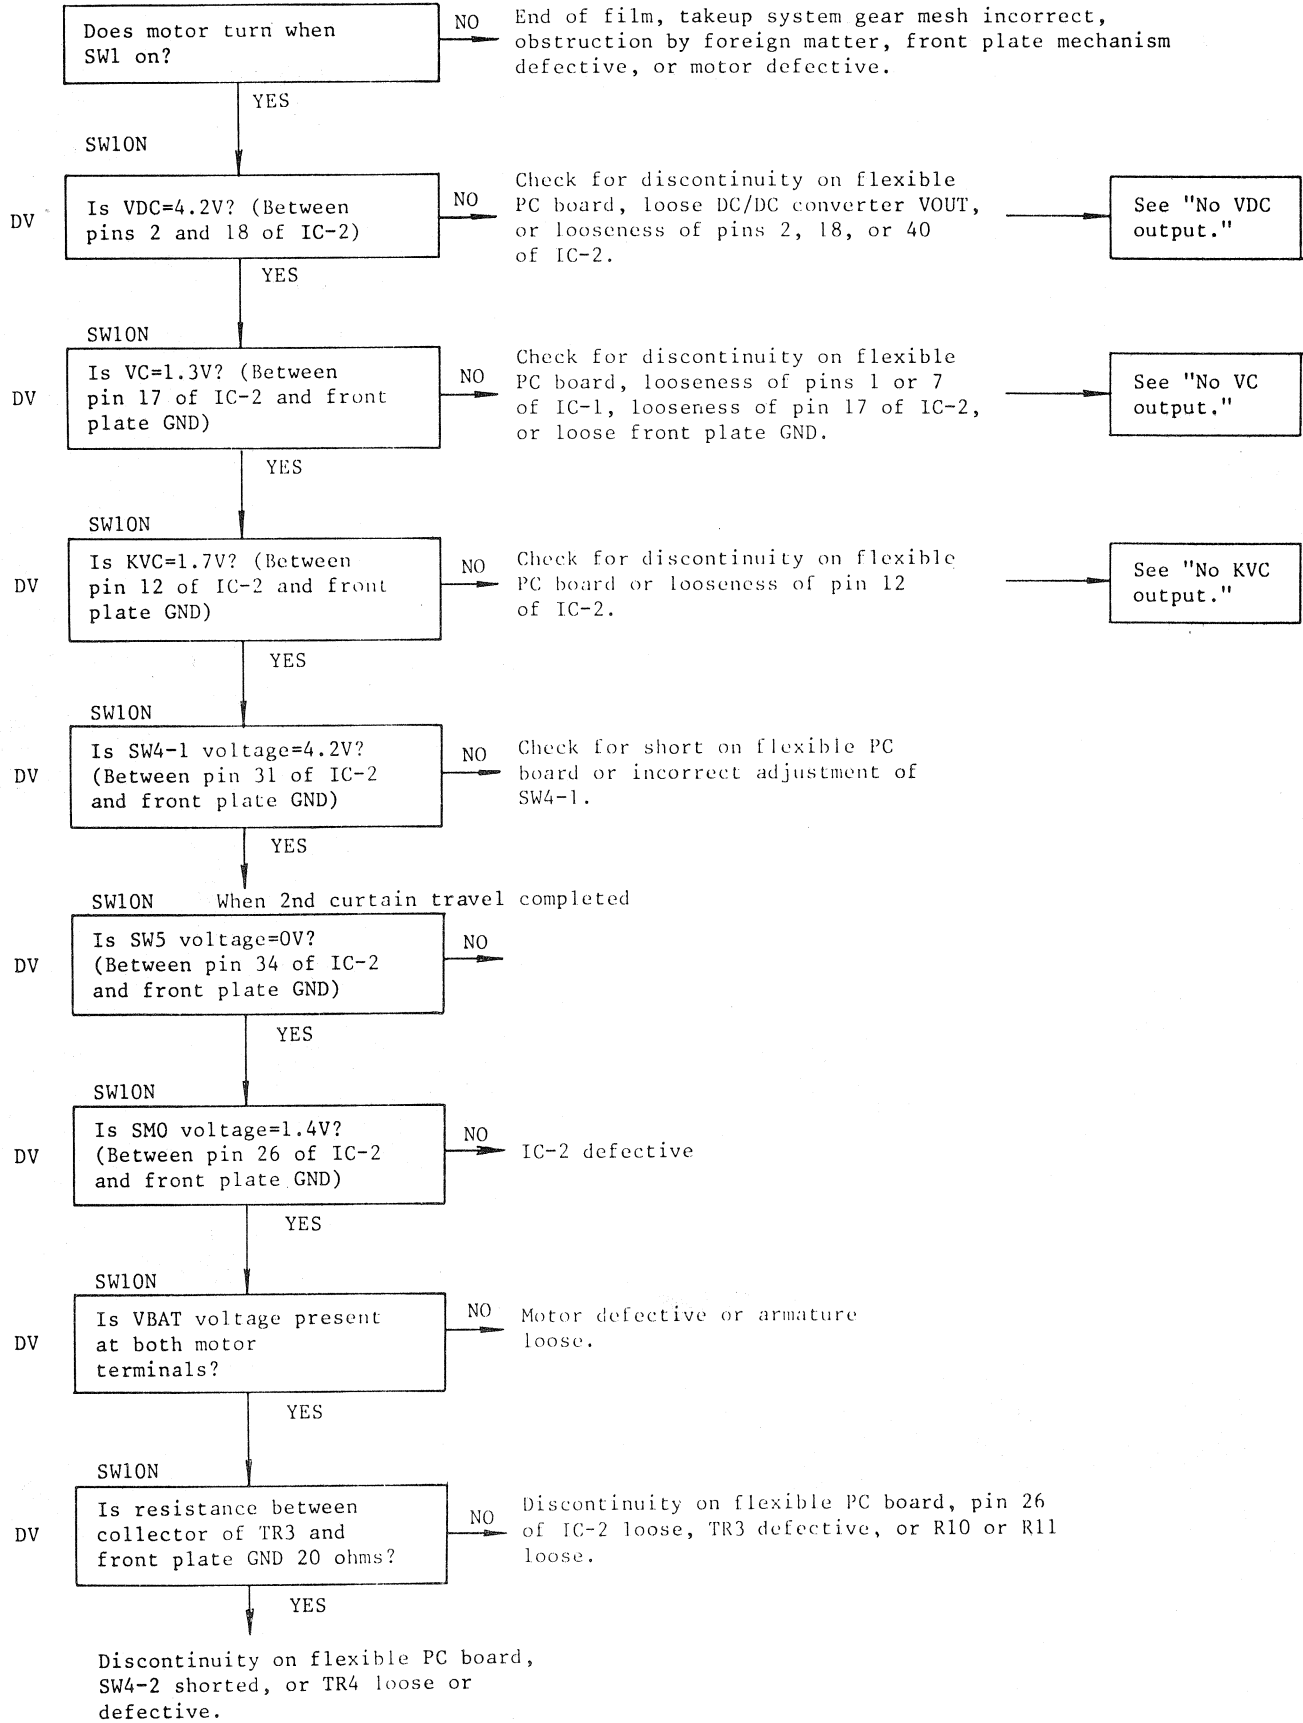 Does motor turn when
SW1 on?
NO
End of film, takeup system gear mesh incorrect,
obstruction by foreign matter, front plate mechanism
defective, or motor defective.
YES
SW1ON
DV
Is VDC=4.2V? (Between
pins 2 and 18 of IC-2)
NO
Check for discontinuity on flexible
PC board, loose DC/DC converter VOUT,
or looseness of pins 2, 18, or 40
of IC-2.
See "No VDC
output."
YES
SW1ON
DV
Is VC=1.3V? (Between
pin 17 of IC-2 and front
plate GND)
NO
Check for discontinuity on flexible
PC board, looseness of pins 1 or 7
of IC-1, looseness of pin 17 of IC-2,
or loose front plate GND.
See "No VC
output."
YES
SW1ON
DV
Is KVC=1.7V? (Between
pin 12 of IC-2 and front
plate GND)
NO
Check for discontinuity on flexible
PC board or looseness of pin 12
of IC-2.
See "No KVC
output."
YES
SW1ON
DV
Is SW4-1 voltage=4.2V?
(Between pin 31 of IC-2
and front plate GND)
NO
Check for short on flexible PC
board or incorrect adjustment of
SW4-1.
YES
SW1ON When 2nd curtain travel completed
DV
Is SW5 voltage=0V?
(Between pin 34 of IC-2
and front plate GND)
NO
YES
SW1ON
DV
Is SMO voltage=1.4V?
(Between pin 26 of IC-2
and front plate GND)
NO
IC-2 defective
YES
SW1ON
DV
Is VBAT voltage present
at both motor
terminals?
NO
Motor defective or armature
loose.
YES
SW1ON
DV
Is resistance between
collector of TR3 and
front plate GND 20 ohms?
NO
Discontinuity on flexible PC board, pin 26
of IC-2 loose, TR3 defective, or R10 or R11
loose.
YES
Discontinuity on flexible PC board,
SW4-2 shorted, or TR4 loose or
defective.